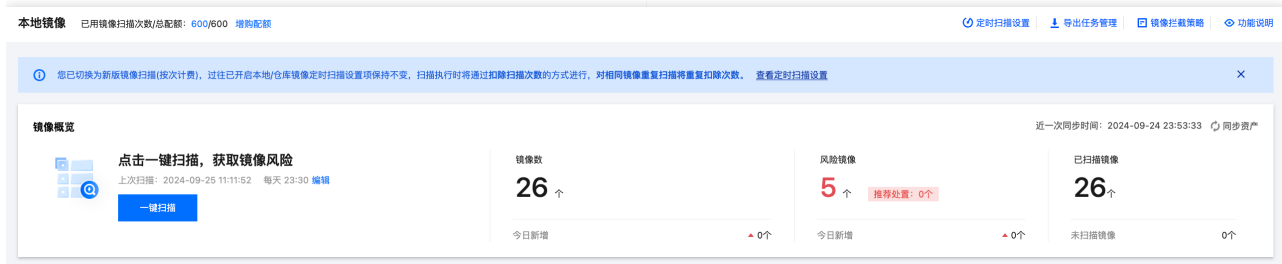 本地镜像 已用镜像扫描次数/总配额：600/600 增购配额 定时扫描设置 导出任务管理 镜像拦截策略 功能说明
您已切换为新版镜像扫描(按次计费)，过往已开启本地/仓库镜像定时扫描设置项保持不变，扫描执行时将通过扣除扫描次数的方式进行，对相同镜像重复扫描将重复扣除次数。 查看定时扫描设置
镜像概览 近一次同步时间：2024-09-24 23:53:33 同步资产
点击一键扫描，获取镜像风险
上次扫描：2024-09-25 11:11:52 每天 23:30 编辑
一键扫描
镜像数
26 个
今日新增 0个
风险镜像
5 个 推荐处置：0个
今日新增 0个
已扫描镜像
26个
未扫描镜像 0个